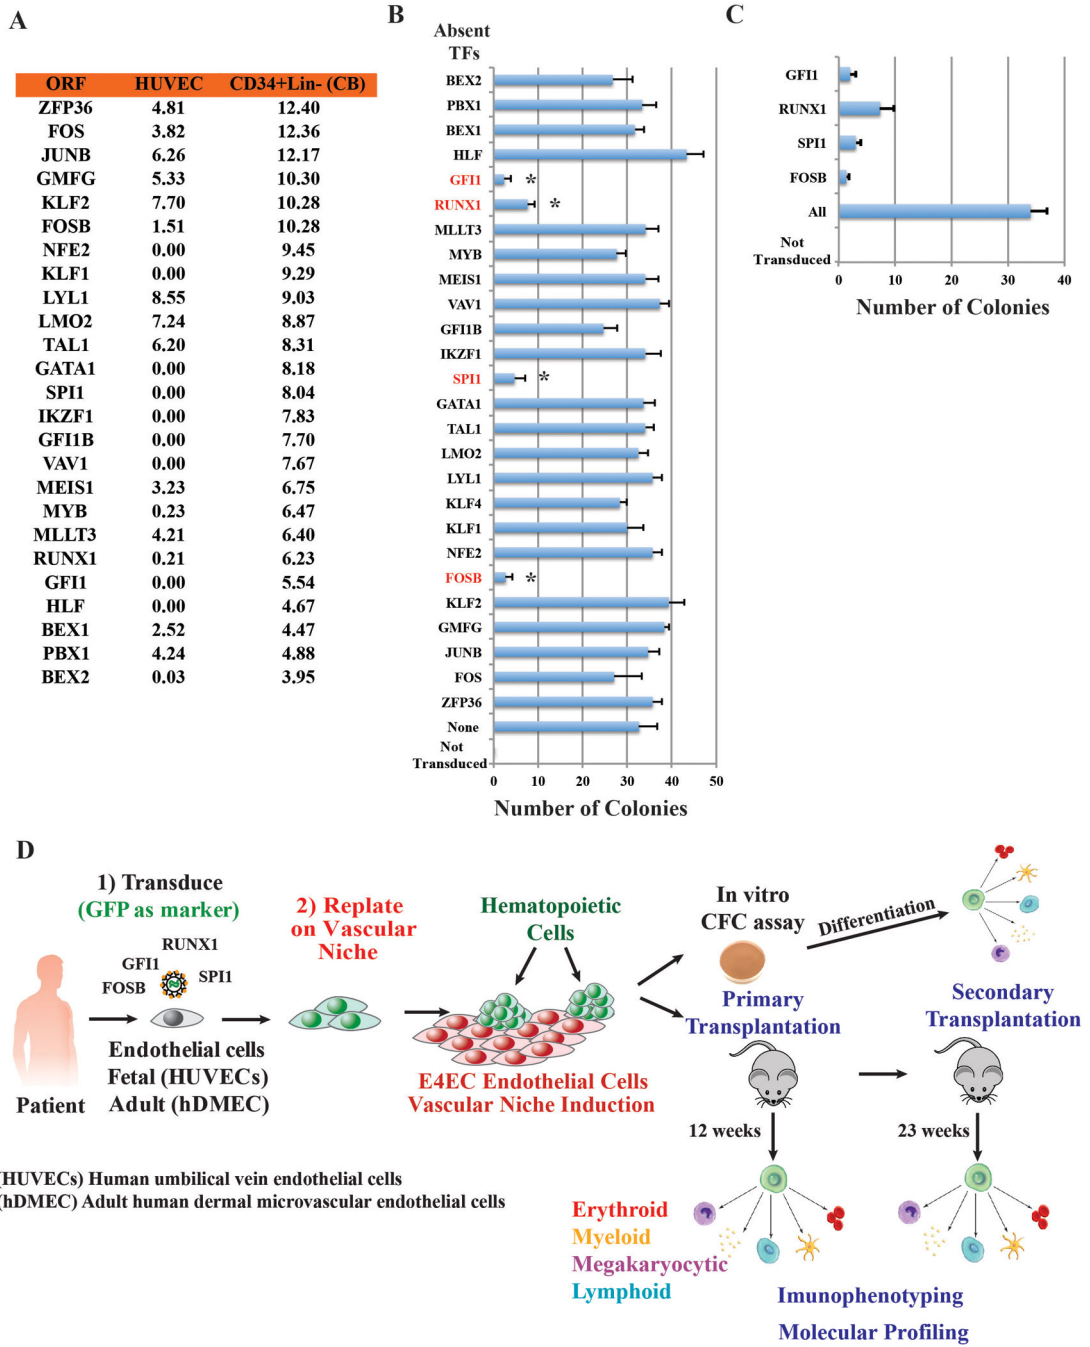 A
ORF HUVEC CD34+Lin- (CB)
ZFP36 4.81 12.40
FOS 3.82 12.36
JUNB 6.26 12.17
GMFG 5.33 10.30
KLF2 7.70 10.28
FOSB 1.51 10.28
NFE2 0.00 9.45
KLF1 0.00 9.29
LYL1 8.55 9.03
LMO2 7.24 8.87
TAL1 6.20 8.31
GATA1 0.00 8.18
SPI1 0.00 8.04
IKZF1 0.00 7.83
GFI1B 0.00 7.70
VAV1 0.00 7.67
MEIS1 3.23 6.75
MYB 0.23 6.47
MLLT3 4.21 6.40
RUNX1 0.21 6.23
GFI1 0.00 5.54
HLF 0.00 4.67
BEX1 2.52 4.47
PBX1 4.24 4.88
BEX2 0.03 3.95
B
Absent
TFs
BEX2
PBX1
BEX1
HLF
GFI1 *
RUNX1 *
MLLT3
MYB
MEIS1
VAV1
GFI1B
IKZF1
SPI1 *
GATA1
TAL1
LMO2
LYL1
KLF4
KLF1
NFE2
FOSB *
KLF2
GMFG
JUNB
FOS
ZFP36
None
Not
Transduced
0 10 20 30 40 50
Number of Colonies
C
GFI1
RUNX1
SPI1
FOSB
All
Not
Transduced
0 10 20 30 40
Number of Colonies
D
1) Transduce
(GFP as marker)
RUNX1
GFI1
SPI1
FOSB
Endothelial cells
Fetal (HUVECs)
Adult (hDMEC)
Patient
2) Replate
on Vascular
Niche
Hematopoietic
Cells
E4EC Endothelial Cells
Vascular Niche Induction
In vitro
CFC assay
Differentiation
Primary
Transplantation
Secondary
Transplantation
12 weeks
23 weeks
(HUVECs) Human umbilical vein endothelial cells
(hDMEC) Adult human dermal microvascular endothelial cells
Erythroid
Myeloid
Megakaryocytic
Lymphoid
Imunophenotyping
Molecular Profiling